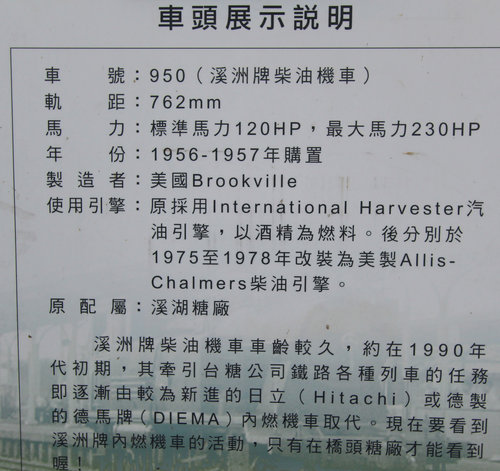 車頭展示説明
車　　號：950（溪洲牌柴油機車）
軌　　距：762mm
馬　　力：標準馬力120HP，最大馬力230HP
年　　份：1956-1957年購置
製 造 者：美國Brookville
使用引擎：原採用International Harvester汽
油引擎，以酒精為燃料。後分別於
1975至1978年改裝為美製Allis-
Chalmers柴油引擎。
原 配 屬：溪湖糖廠
溪洲牌柴油機車車齡較久，約在1990年
代初期，其牽引台糖公司鐵路各種列車的任務
即逐漸由較為新進的日立（Hitachi）或德製
的德馬牌(DIEMA)內燃機車取代。現在要看到
溪洲牌內燃機車的活動，只有在橋頭糖廠才能看到
喔！